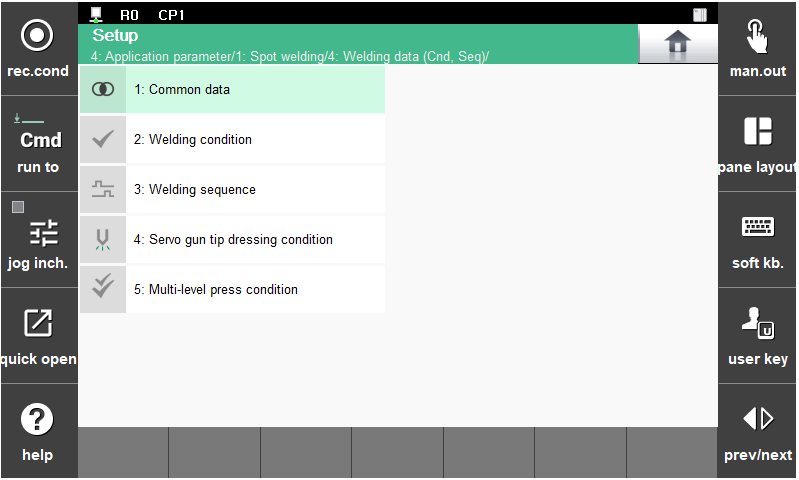 R0 CP1
Setup
4: Application parameter/1: Spot welding/4: Welding data (Cnd, Seq)/
rec.cond
Cmd
run to
jog inch.
quick open
?
help
1: Common data
2: Welding condition
3: Welding sequence
4: Servo gun tip dressing condition
5: Multi-level press condition
man.out
pane layout
soft kb.
U
user key
prev/next